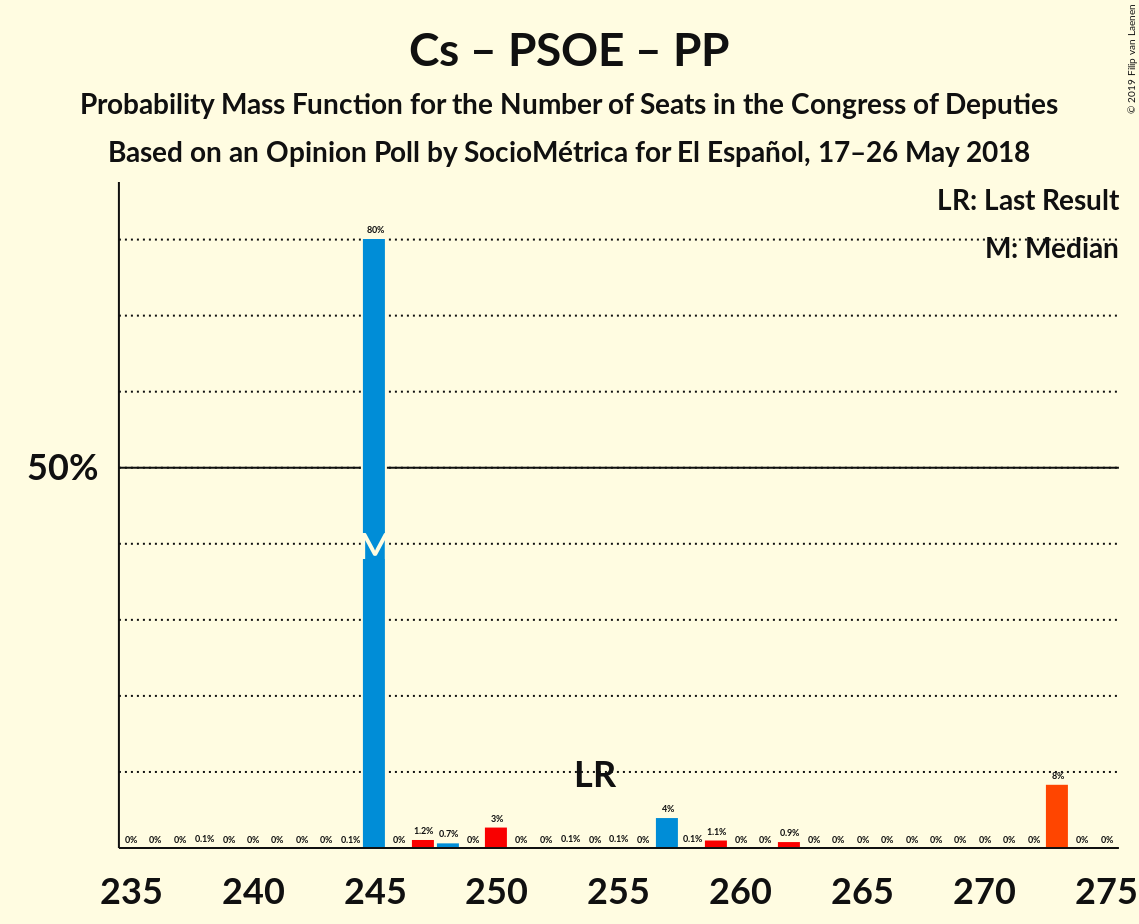 Cs – PSOE – PP
Probability Mass Function for the Number of Seats in the Congress of Deputies
Based on an Opinion Poll by SocioMétrica for El Español, 17–26 May 2018
© 2019 Filip van Laenen
LR: Last Result
M: Median
80%
50%
M
LR
8%
4%
3%
1.2% 0.7% 1.1% 0.9%
0% 0% 0% 0.1% 0% 0% 0% 0% 0% 0.1% 0% 0% 0% 0% 0.1% 0% 0.1% 0% 0.1% 0% 0% 0% 0% 0% 0% 0% 0% 0% 0% 0% 0% 0% 0% 0%
235 240 245 250 255 260 265 270 275